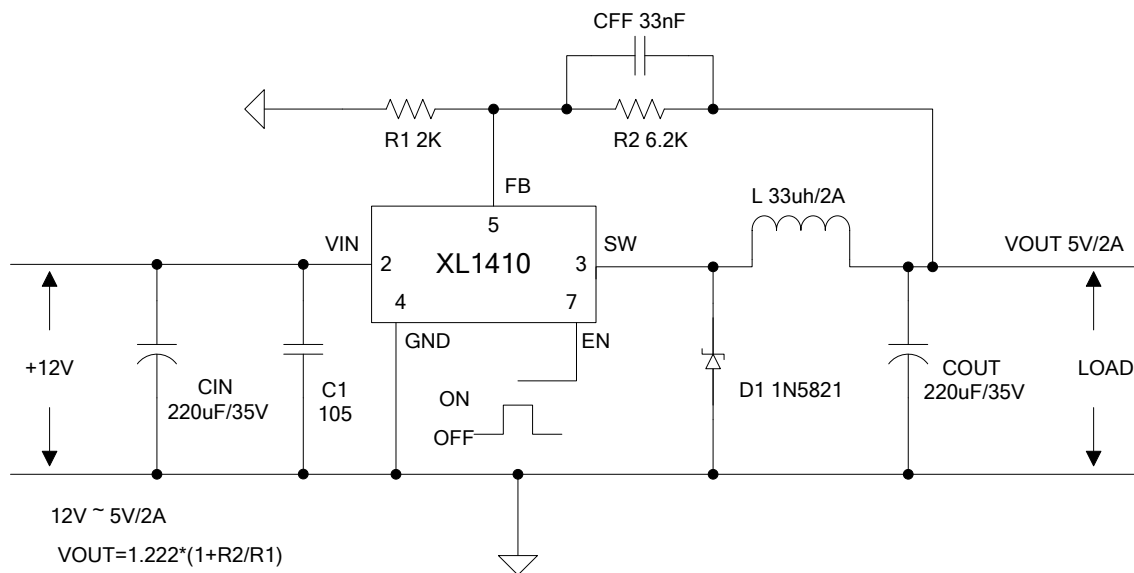 CFF 33nF
R1 2K
R2 6.2K
FB
L 33uh/2A
VIN
5
SW
VOUT 5V/2A
2
XL1410
3
4
7
GND
EN
+12V
CIN
220uF/35V
C1
105
ON
OFF
D1 1N5821
COUT
220uF/35V
LOAD
12V ~ 5V/2A
VOUT=1.222*(1+R2/R1)